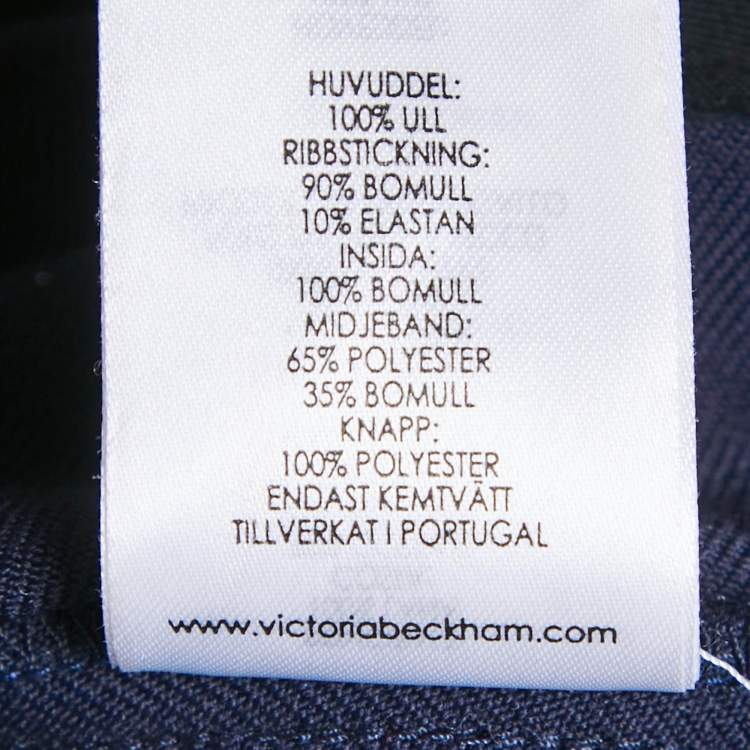 HUVUDDEL:
100% ULL
RIBBSTICKNING:
90% BOMULL
10% ELASTAN
INSIDA:
100% BOMULL
MIDJEBAND:
65% POLYESTER
35% BOMULL
KNAPP:
100% POLYESTER
ENDAST KEMTVÄTT
TILLVERKAT I PORTUGAL
www.victoriabeckham.com